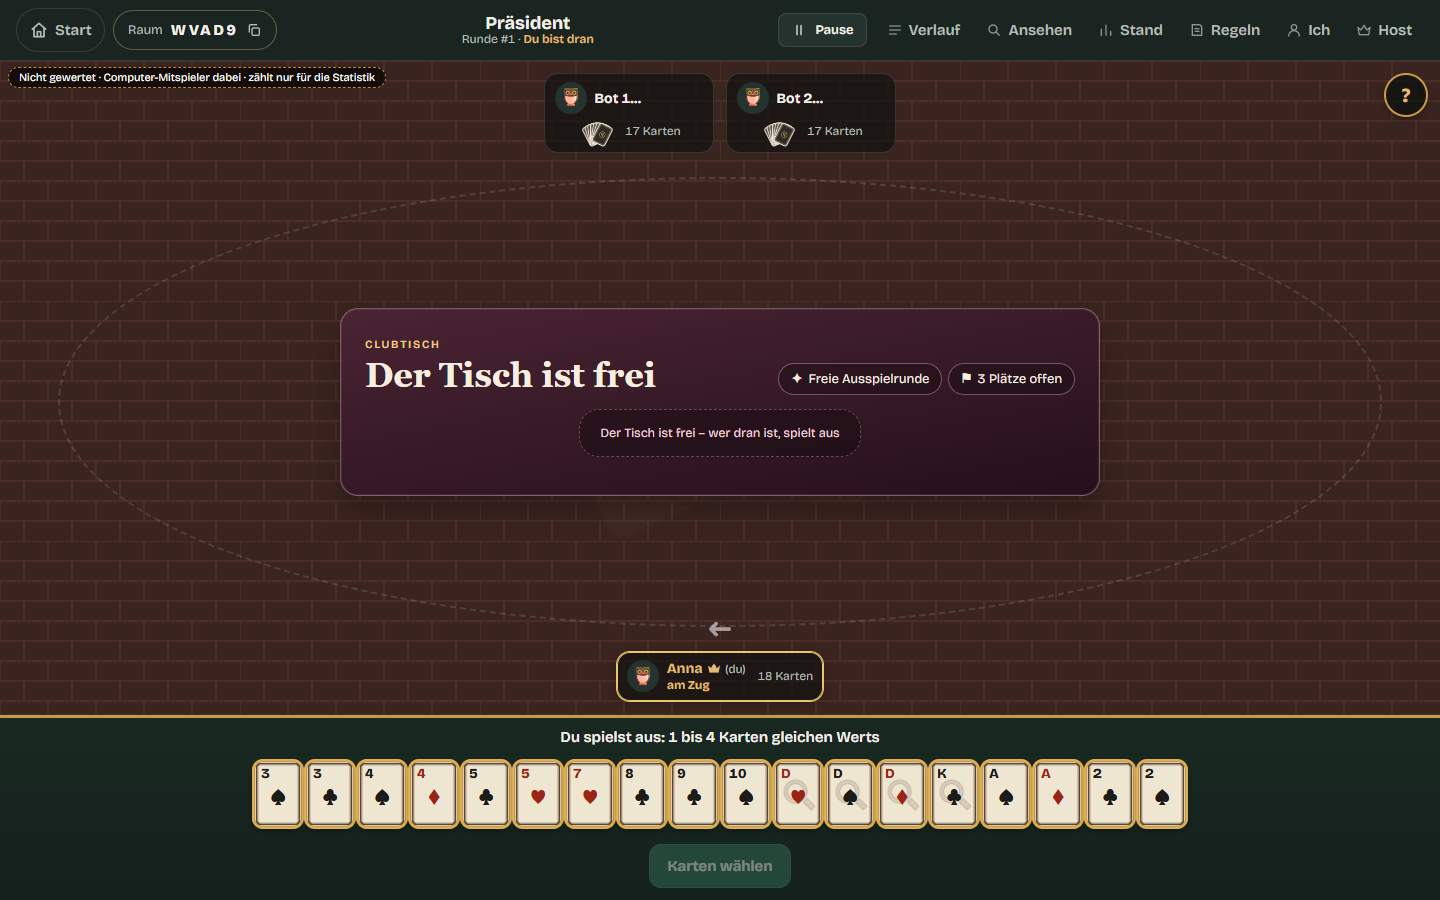 Start
Raum WVAD9
Präsident
Runde #1 · Du bist dran
Pause
Verlauf
Ansehen
Stand
Regeln
Ich
Host
Nicht gewertet · Computer-Mitspieler dabei · zählt nur für die Statistik
Bot 1...
17 Karten
Bot 2...
17 Karten
?
CLUBTISCH
Der Tisch ist frei
Freie Ausspielrunde
3 Plätze offen
Der Tisch ist frei – wer dran ist, spielt aus
Anna (du)
am Zug
18 Karten
Du spielst aus: 1 bis 4 Karten gleichen Werts
3 3 4 4 5 5 7 8 9 10 D D D K A A 2 2
Karten wählen